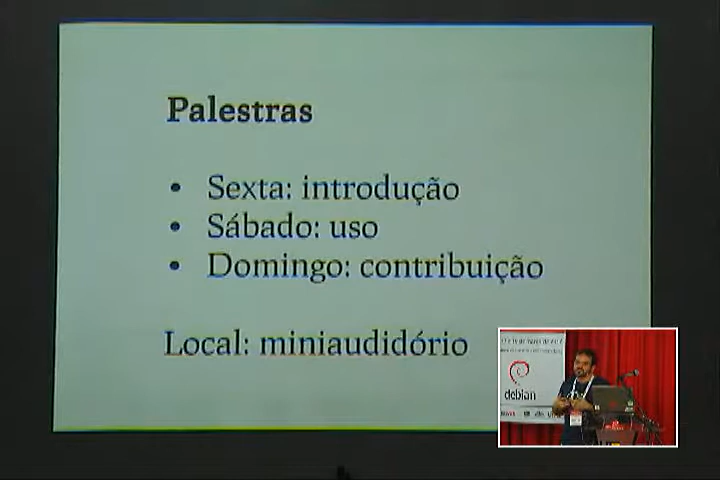 Palestras
• Sexta: introdução
• Sábado: uso
• Domingo: contribuição
Local: miniaudidório
debian